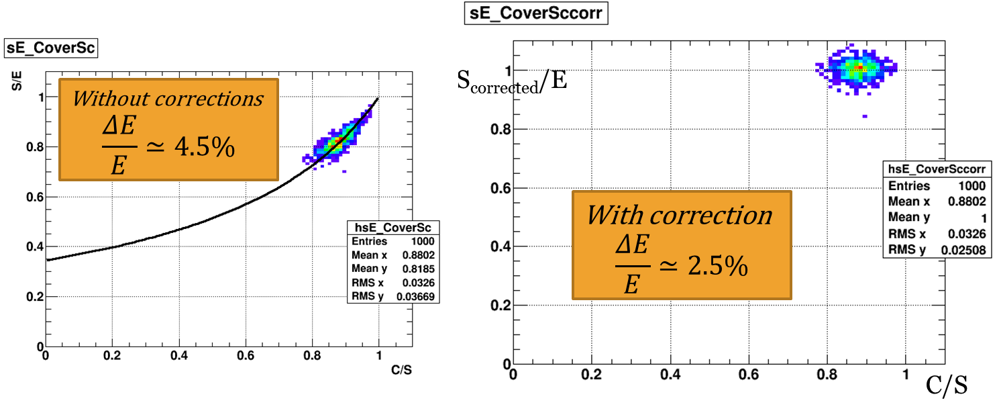 sE_CoverSc
S/E
1
0.8
0.6
0.4
0.2
0
0
0.2
0.4
0.6
0.8
1
C/S
Without corrections
ΔE
E
≃ 4.5%
hsE_CoverSc
Entries 1000
Mean x 0.8802
Mean y 0.8185
RMS x 0.0326
RMS y 0.03669
sE_CoverSccorr
Scorrected/E
1
0.8
0.6
0.4
0.2
0
0
0.2
0.4
0.6
0.8
1
C/S
With correction
ΔE
E
≃ 2.5%
hsE_CoverSccorr
Entries 1000
Mean x 0.8802
Mean y 1
RMS x 0.0326
RMS y 0.02508